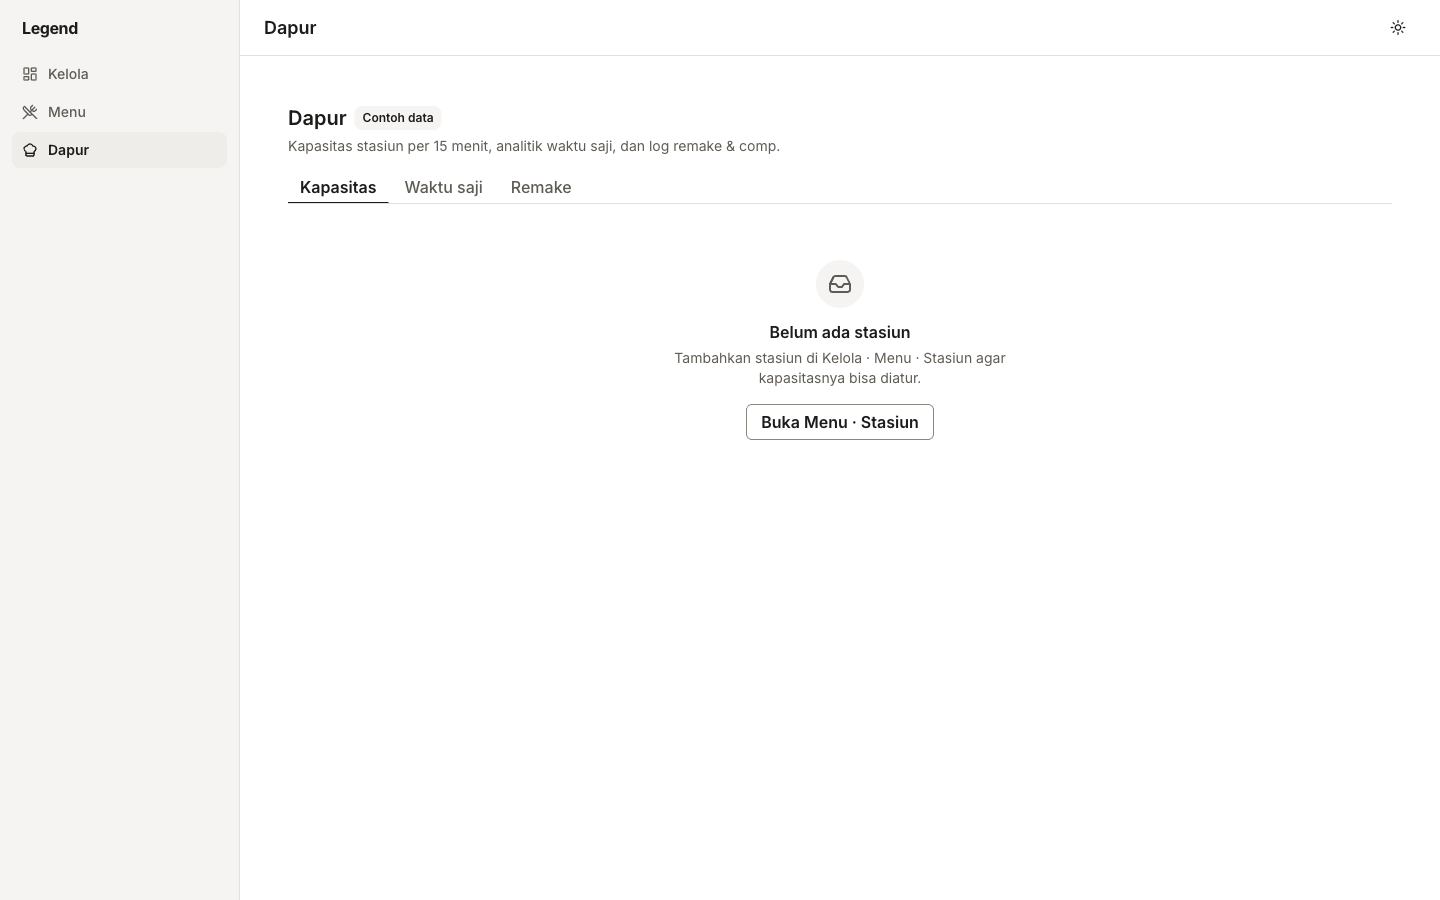 Legend
Kelola
Menu
Dapur
Dapur
Dapur Contoh data
Kapasitas stasiun per 15 menit, analitik waktu saji, dan log remake & comp.
Kapasitas Waktu saji Remake
Belum ada stasiun
Tambahkan stasiun di Kelola · Menu · Stasiun agar
kapasitasnya bisa diatur.
Buka Menu · Stasiun